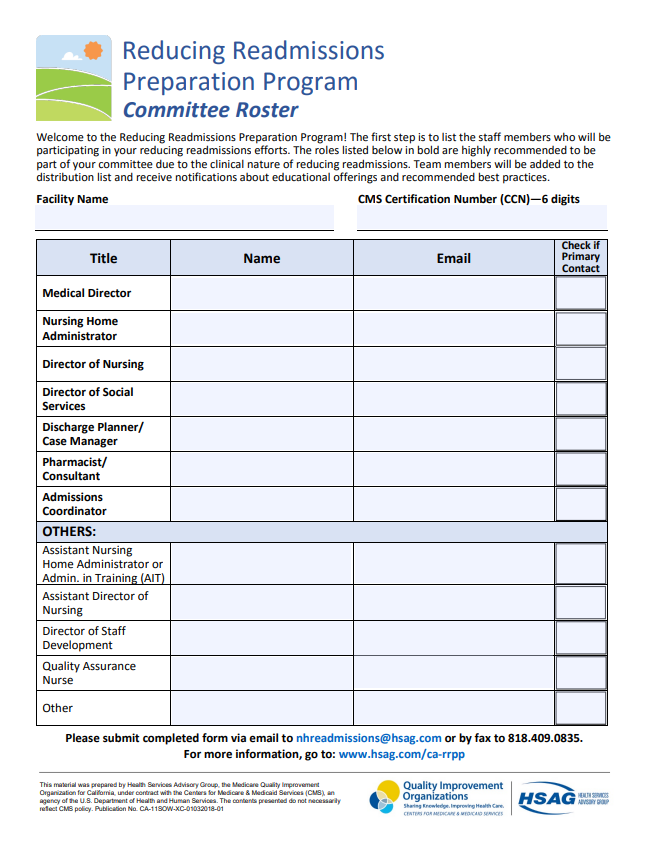 Reducing Readmissions
Preparation Program
Committee Roster
Welcome to the Reducing Readmissions Preparation Program! The first step is to list the staff members who will be
participating in your reducing readmissions efforts. The roles listed below in bold are highly recommended to be
part of your committee due to the clinical nature of reducing readmissions. Team members will be added to the
distribution list and receive notifications about educational offerings and recommended best practices.
Facility Name
CMS Certification Number (CCN)—6 digits
Title
Name
Email
Check if
Primary
Contact
Medical Director
Nursing Home
Administrator
Director of Nursing
Director of Social
Services
Discharge Planner/
Case Manager
Pharmacist/
Consultant
Admissions
Coordinator
OTHERS:
Assistant Nursing
Home Administrator or
Admin. in Training (AIT)
Assistant Director of
Nursing
Director of Staff
Development
Quality Assurance
Nurse
Other
Please submit completed form via email to nhreadmissions@hsag.com or by fax to 818.409.0835.
For more information, go to: www.hsag.com/ca-rrpp
This material was prepared by Health Services Advisory Group, the Medicare Quality Improvement
Organization for California, under contract with the Centers for Medicare & Medicaid Services (CMS), an
agency of the U.S. Department of Health and Human Services. The contents presented do not necessarily
reflect CMS policy. Publication No. CA-11SOW-XC-01032018-01
Quality Improvement
Organizations
Sharing Knowledge. Improving Health Care.
CENTERS FOR MEDICARE & MEDICAID SERVICES
HSAG
HEALTH SERVICES
ADVISORY GROUP